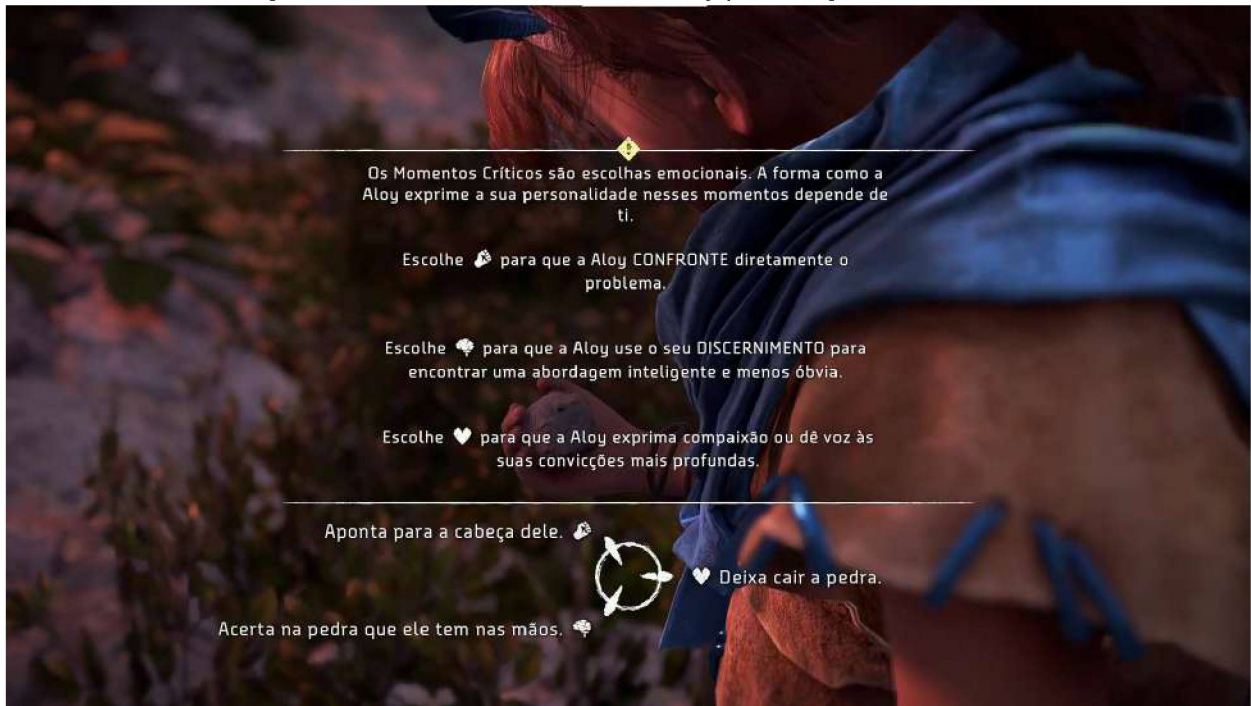 Os Momentos Críticos são escolhas emocionais. A forma como a
Aloy exprime a sua personalidade nesses momentos depende de
ti.
Escolhe para que a Aloy CONFRONTE diretamente o
problema.
Escolhe para que a Aloy use o seu DISCERNIMENTO para
encontrar uma abordagem inteligente e menos óbvia.
Escolhe para que a Aloy exprima compaixão ou dê voz às
suas convicções mais profundas.
Aponta para a cabeça dele.
Deixa cair a pedra.
Acerta na pedra que ele tem nas mãos.